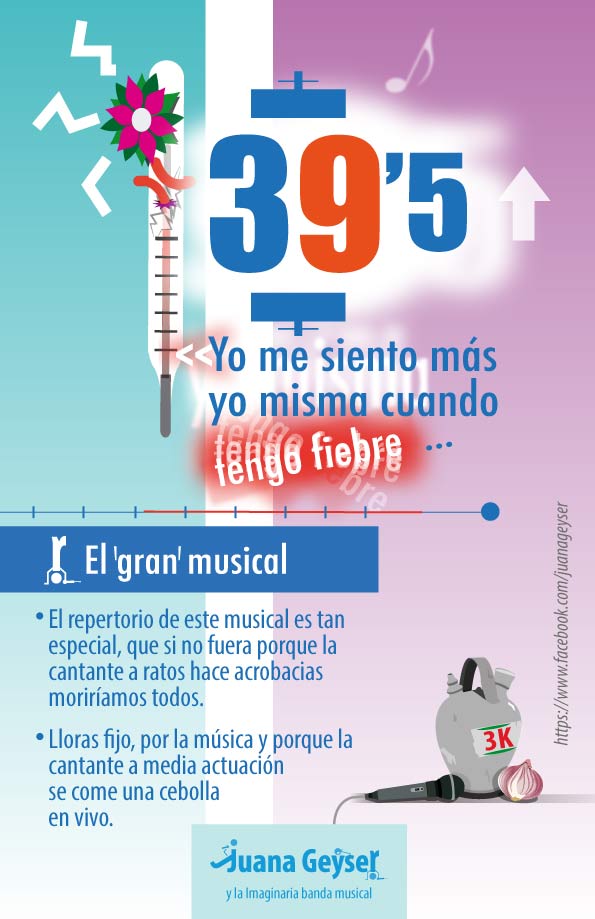 39’5
«Yo me siento más
yo misma cuando
tengo fiebre ...
El 'gran' musical
• El repertorio de este musical es tan
especial, que si no fuera porque la
cantante a ratos hace acrobacias
moriríamos todos.
• Lloras fijo, por la música y porque la
cantante a media actuación
se come una cebolla
en vivo.
https://www.facebook.com/juanageyser
3K
Juana Geyser
y la Imaginaria banda musical